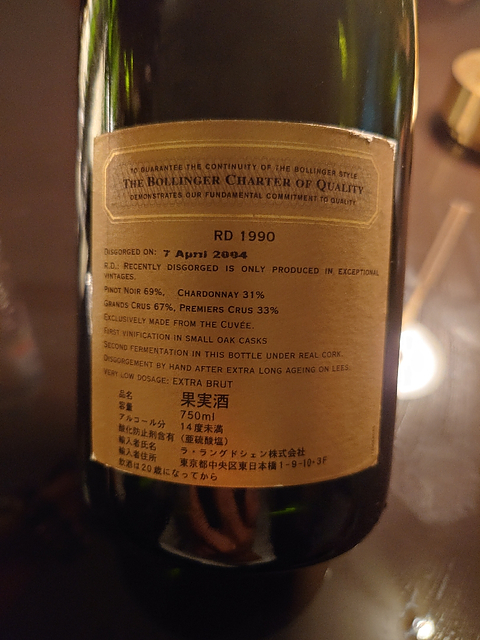 TO GUARANTEE THE CONTINUITY OF THE BOLLINGER STYLE
THE BOLLINGER CHARTER OF QUALITY
DEMONSTRATES OUR FUNDAMENTAL COMMITMENT TO QUALITY
RD 1990
DISGORGED ON: 7 April 2004
R.D.: RECENTLY DISGORGED IS ONLY PRODUCED IN EXCEPTIONAL
VINTAGES.
PINOT NOIR 69%, CHARDONNAY 31%
GRANDS CRUS 67%, PREMIERS CRUS 33%
EXCLUSIVELY MADE FROM THE CUVÉE.
FIRST VINIFICATION IN SMALL OAK CASKS
SECOND FERMENTATION IN THIS BOTTLE UNDER REAL CORK.
DISGORGEMENT BY HAND AFTER EXTRA LONG AGEING ON LEES.
VERY LOW DOSAGE: EXTRA BRUT
品名 果実酒
容量 750ml
アルコール分 14度未満
酸化防止剤含有 (亜硫酸塩)
輸入者氏名 ラ・ラングドシェン株式会社
輸入者住所 東京都中央区東日本橋1-9-10-3F
飲酒は20歳になってから